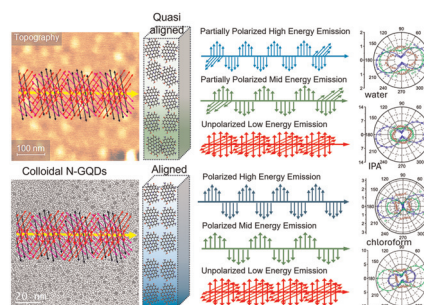 Topography
100 nm
Quasi
aligned
Partially Polarized High Energy Emission
Partially Polarized Mid Energy Emission
Unpolarized Low Energy Emission
water
IPA
Colloidal N-GQDs
20 nm
Aligned
Polarized High Energy Emission
Polarized Mid Energy Emission
Unpolarized Low Energy Emission
chloroform